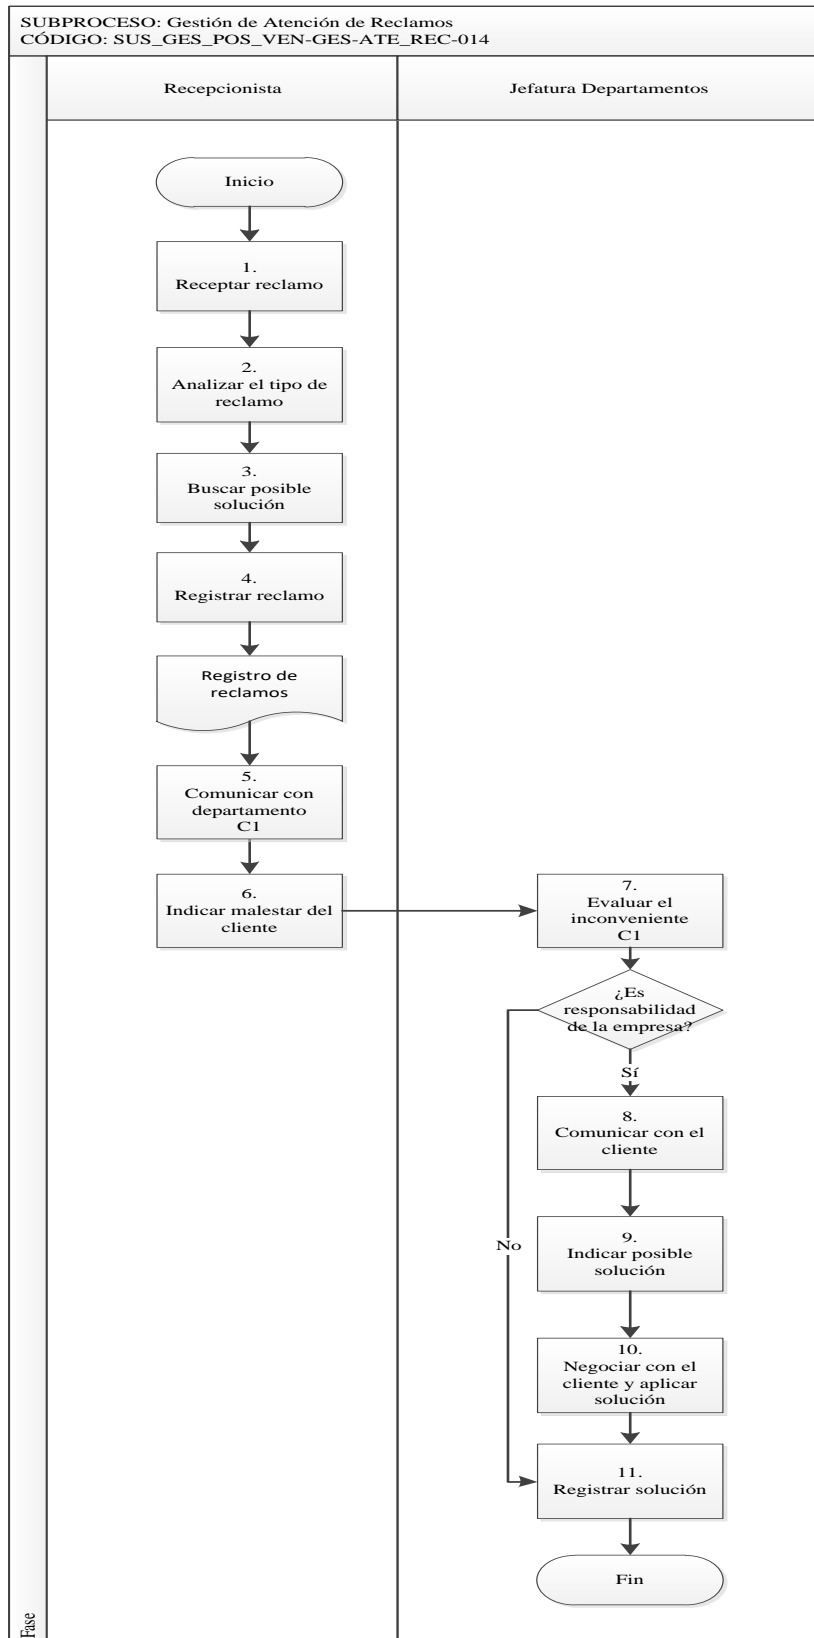 SUBPROCESO: Gestión de Atención de Reclamos
CÓDIGO: SUS_GES_POS_VEN-GES-ATE_REC-014
Recepcionista
Jefatura Departamentos
Inicio
1.
Receptar reclamo
2.
Analizar el tipo de
reclamo
3.
Buscar posible
solución
4.
Registrar reclamo
Registro de
reclamos
5.
Comunicar con
departamento
C1
6.
Indicar malestar del
cliente
7.
Evaluar el
inconveniente
C1
¿Es
responsabilidad
de la empresa?
Sí
8.
Comunicar con el
cliente
No
9.
Indicar posible
solución
10.
Negociar con el
cliente y aplicar
solución
11.
Registrar solución
Fin
Fase